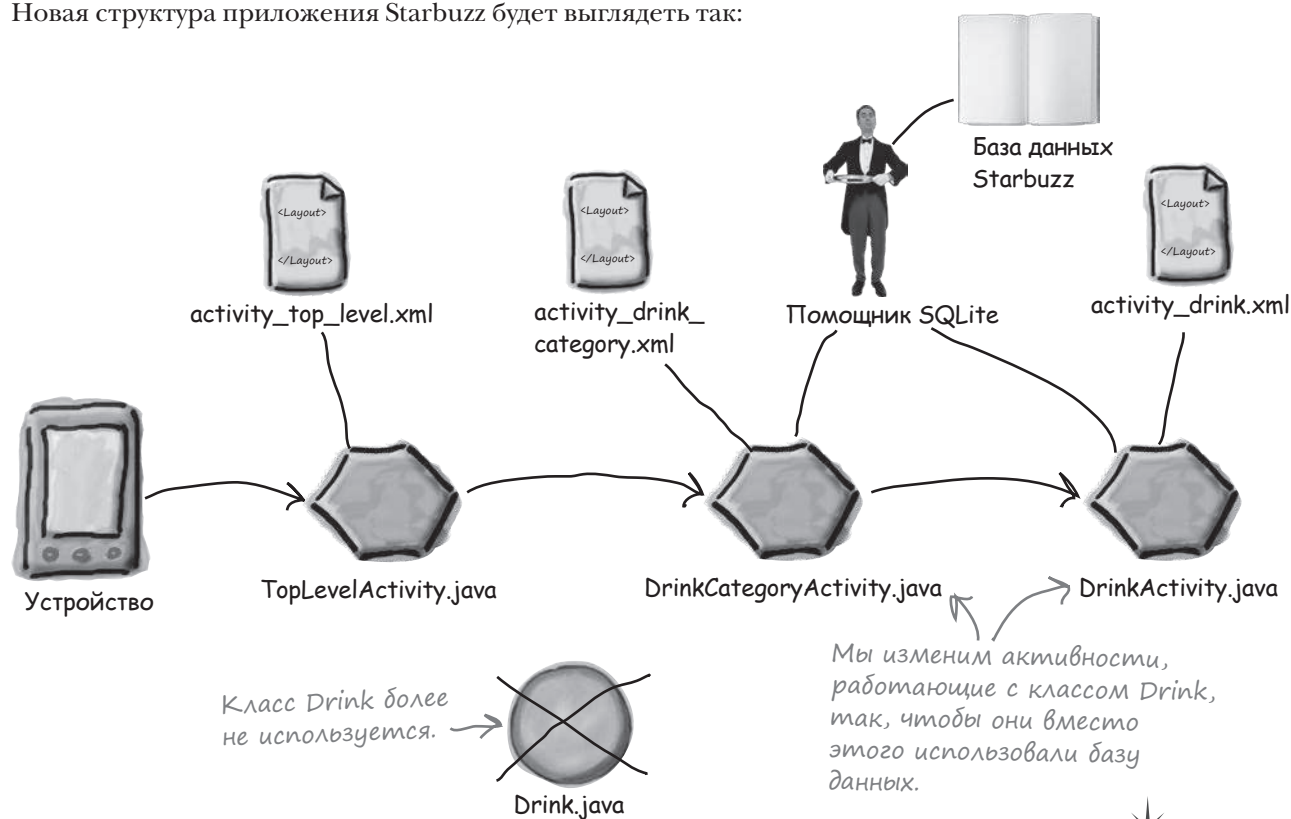 Новая структура приложения Starbuzz будет выглядеть так:
База данных
Starbuzz
<Layout>
</Layout>
activity_top_level.xml
<Layout>
</Layout>
activity_drink_
category.xml
Помощник SQLite
<Layout>
</Layout>
activity_drink.xml
Устройство
TopLevelActivity.java
DrinkCategoryActivity.java
DrinkActivity.java
Класс Drink более
не используется.
Drink.java
Мы изменим активности,
работающие с классом Drink,
так, чтобы они вместо
этого использовали базу
данных.